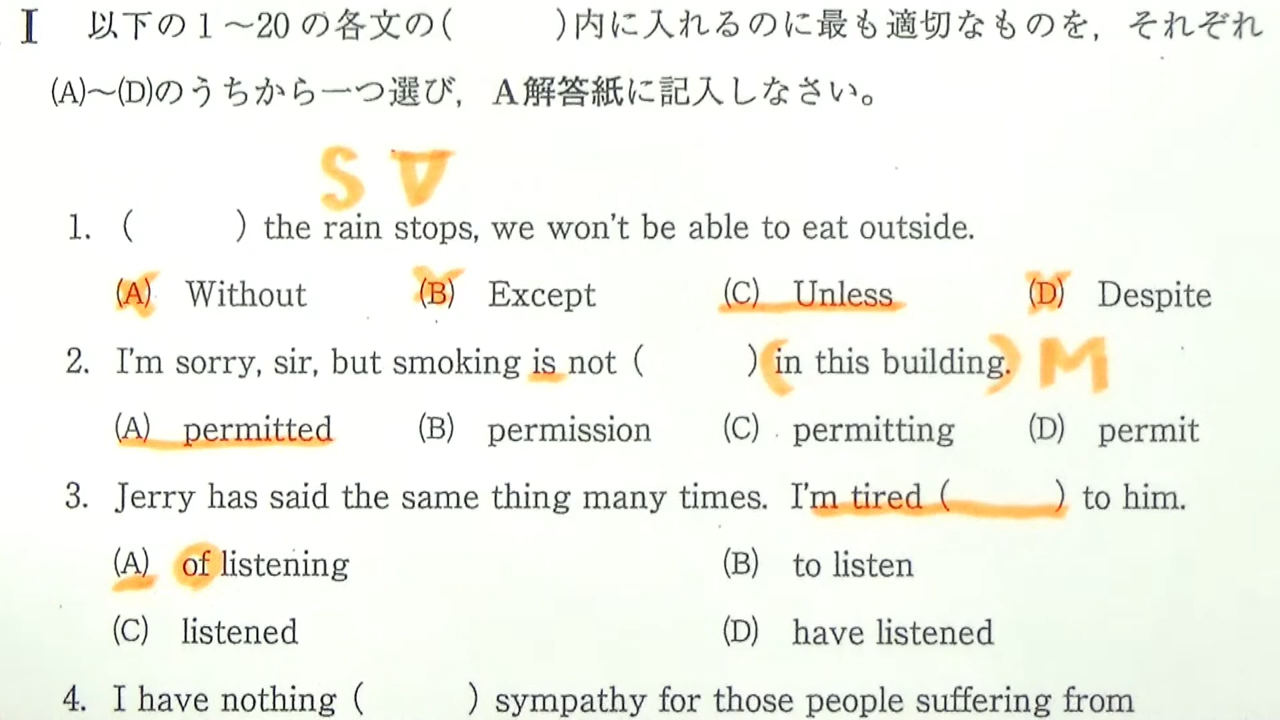 I 以下の1～20の各文の( )内に入れるのに最も適切なものを，それぞれ
(A)～(D)のうちから一つ選び，A解答紙に記入しなさい。
S V
1. ( ) the rain stops, we won't be able to eat outside.
(A) Without (B) Except (C) Unless (D) Despite
2. I'm sorry, sir, but smoking is not ( ) (in this building.) M
(A) permitted (B) permission (C) permitting (D) permit
3. Jerry has said the same thing many times. I'm tired ( ) to him.
(A) of listening (B) to listen
(C) listened (D) have listened
4. I have nothing ( ) sympathy for those people suffering from